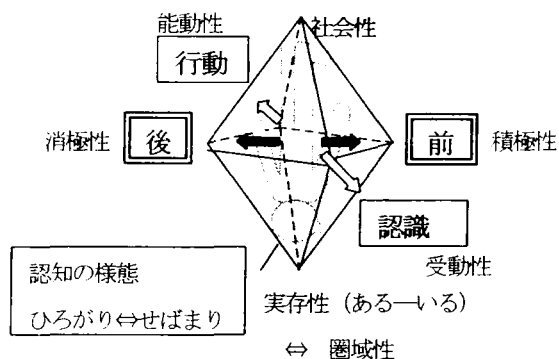 能動性
社会性
行動
消極性
後
前
積極性
認識
受動性
認知の様態
ひろがり⇔せばまり
実存性（ある―いる）
⇔ 圏域性